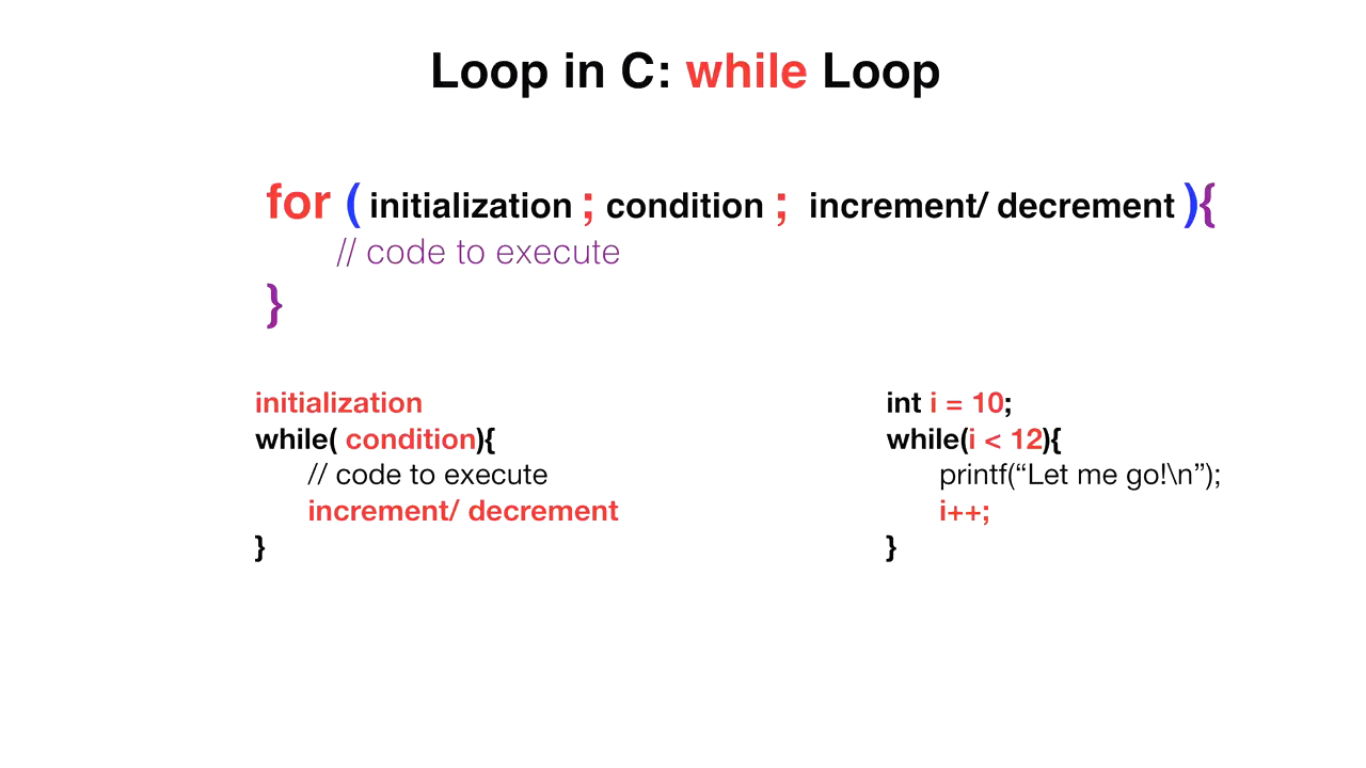 Loop in C: while Loop
for ( initialization ; condition ; increment/ decrement ){
// code to execute
}
initialization
while( condition){
// code to execute
increment/ decrement
}
int i = 10;
while(i < 12){
printf(“Let me go!\n”);
i++;
}